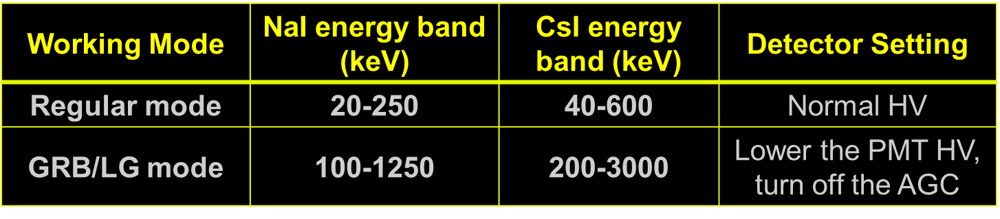 Working Mode
NaI energy band
(keV)
CsI energy
band (keV)
Detector Setting
Regular mode
20-250
40-600
Normal HV
GRB/LG mode
100-1250
200-3000
Lower the PMT HV,
turn off the AGC